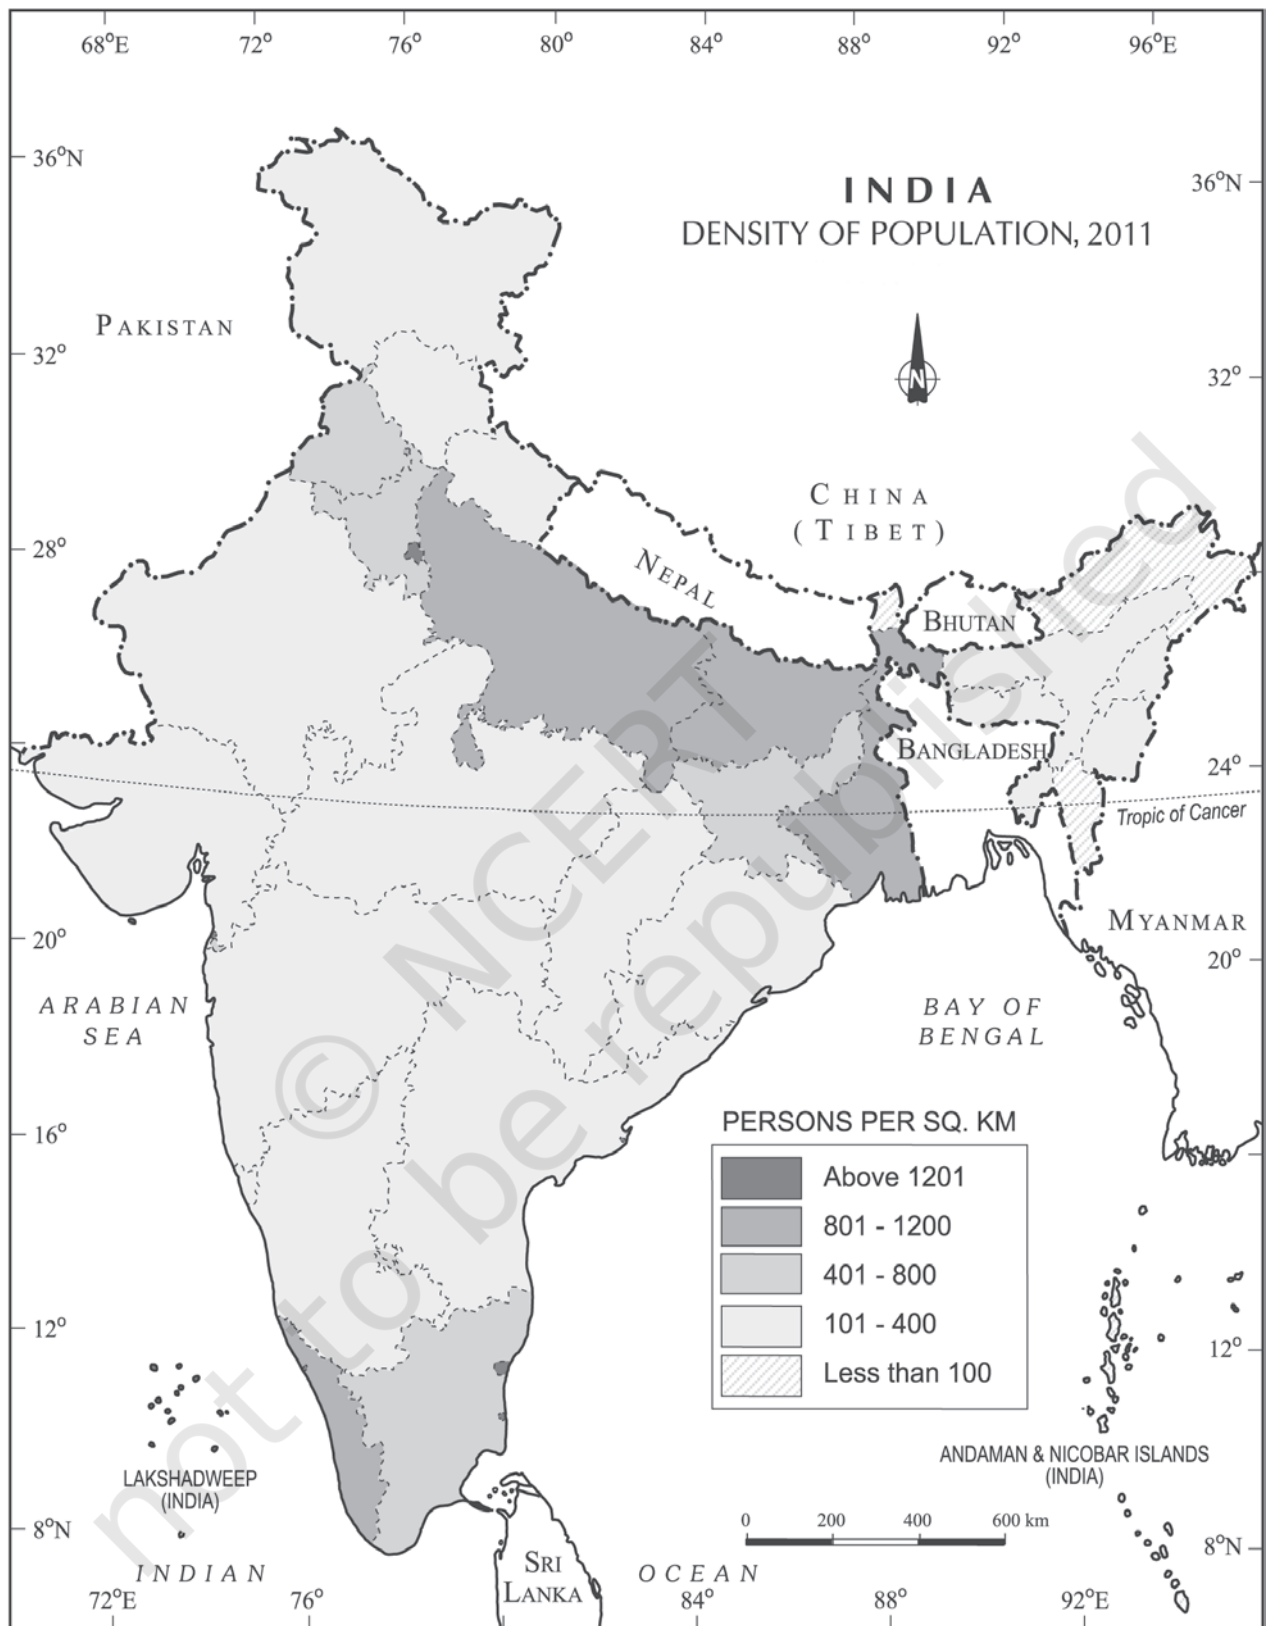 68°E 72° 76° 80° 84° 88° 92° 96°E
36°N
INDIA
36°N
DENSITY OF POPULATION, 2011
PAKISTAN
N
32°
32°
CHINA
(TIBET)
28°
NEPAL
BHUTAN
BANGLADESH
24°
Tropic of Cancer
MYANMAR
20°
20°
ARABIAN
SEA
BAY OF
BENGAL
16°
PERSONS PER SQ. KM
Above 1201
801 - 1200
401 - 800
101 - 400
Less than 100
12°
12°
LAKSHADWEEP
(INDIA)
ANDAMAN & NICOBAR ISLANDS
(INDIA)
8°N
0 200 400 600 km
8°N
INDIAN
OCEAN
SRI
LANKA
72°E 76° 84° 88° 92°E
© NCERT
not to be republished